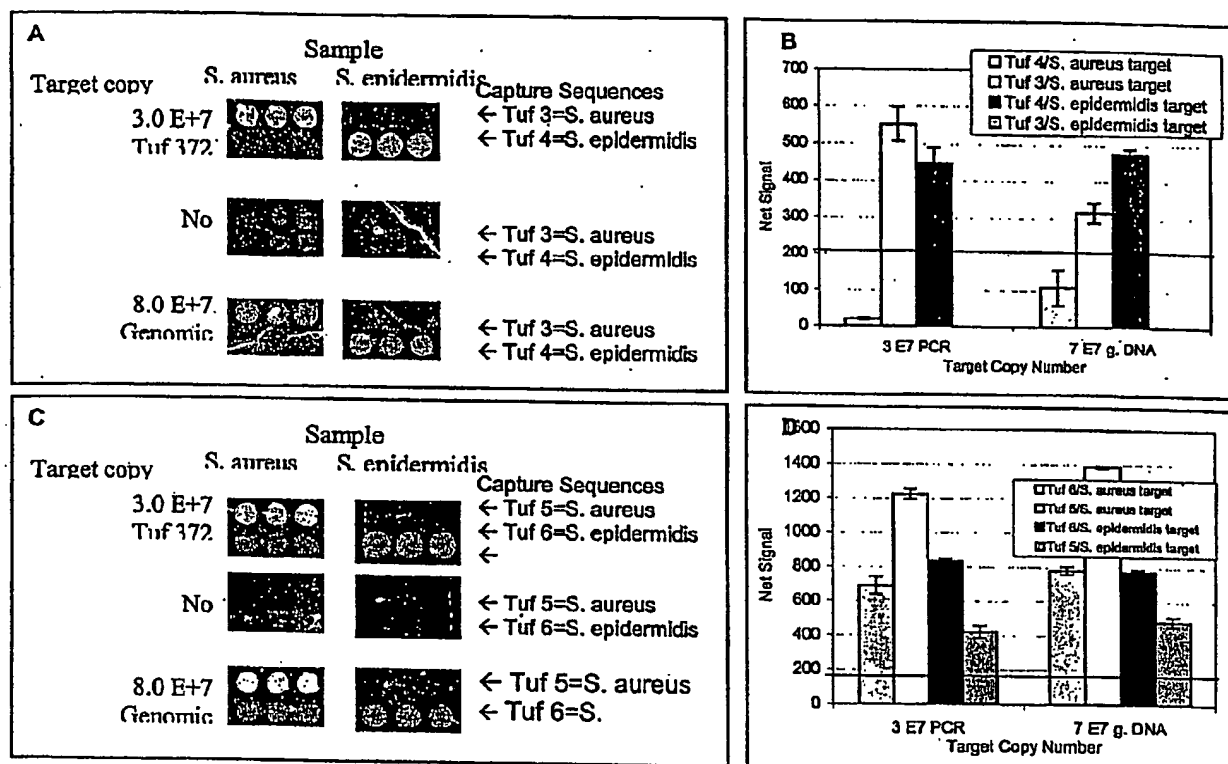 A
Sample
Target copy
S. aureus
S. enidermidis
Capture Sequences
3.0 E+7
Tuf 372
← Tuf 3=S. aureus
← Tuf 4=S. epidermidis
No
← Tuf 3=S. aureus
← Tuf 4=S. epidermidis
8.0 E+7
Genomic
← Tuf 3=S. aureus
← Tuf 4=S. epidermidis
B
Tuf 4/S. aureus target
Tuf 3/S. aureus target
Tuf 4/S. epidermidis target
Tuf 3/S. epidermidis target
700
600
500
400
300
200
100
0
Net Signal
3 E7 PCR
7 E7 g. DNA
Target Copy Number
C
Sample
Target copy
S. aureus
S. enidermidis
Capture Sequences
3.0 E+7
Tuf 372
← Tuf 5=S. aureus
← Tuf 6=S. epidermidis
←
No
← Tuf 5=S. aureus
← Tuf 6=S. epidermidis
8.0 E+7
Genomic
← Tuf 5=S. aureus
← Tuf 6=S.
D
Tuf 6/S. aureus target
Tuf 5/S. aureus target
Tuf 6/S. epidermidis target
Tuf 5/S. epidermidis target
1600
1400
1200
1000
800
600
400
200
0
Net Signal
3 E7 PCR
7 E7 g. DNA
Target Copy Number